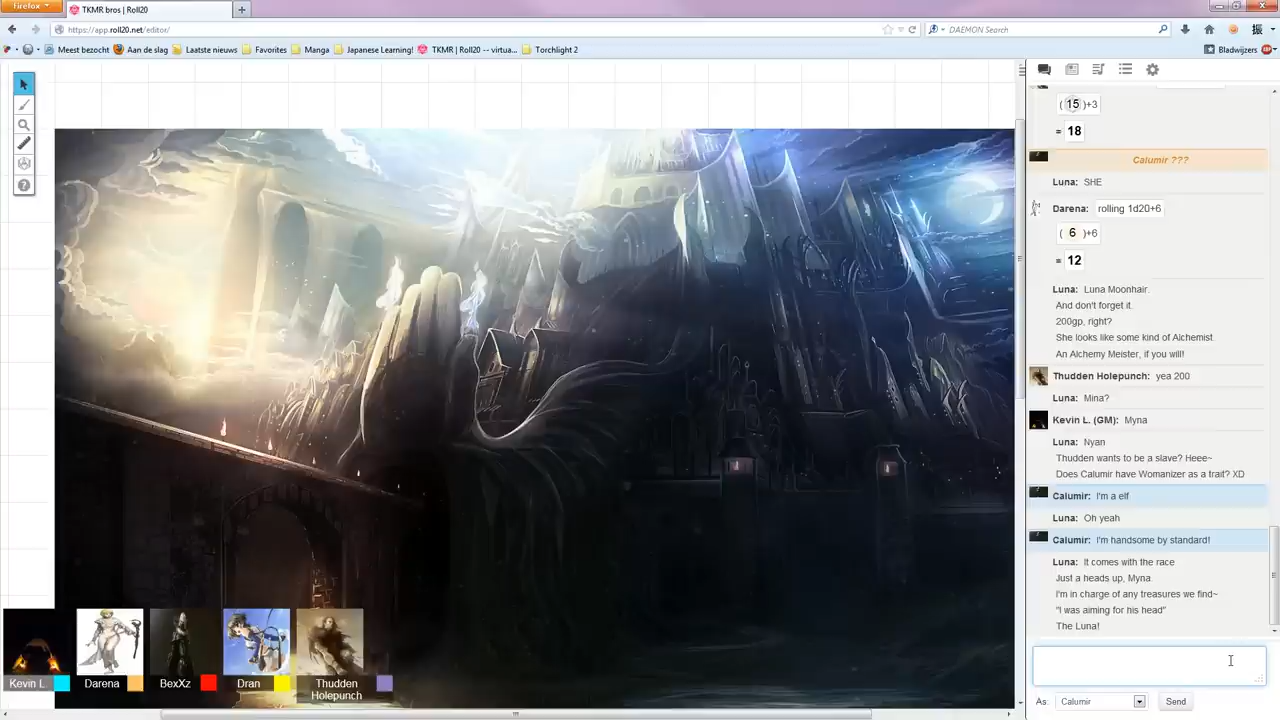 Firefox
TKMR bros | Roll20
https://app.roll20.net/editor/
DAEMON Search
Meest bezocht
Aan de slag
Laatste nieuws
Favorites
Manga
Japanese Learning!
TKMR | Roll20 -- virtua...
Torchlight 2
Bladwijzers
( 15 )+3
= 18
Calumir ???
Luna: SHE
Darena: rolling 1d20+6
( 6 )+6
= 12
Luna: Luna Moonhair.
And don't forget it.
200gp, right?
She looks like some kind of Alchemist.
An Alchemy Meister, if you will!
Thudden Holepunch: yea 200
Luna: Mina?
Kevin L. (GM): Myna
Luna: Nyan
Thudden wants to be a slave? Heee~
Does Calumir have Womanizer as a trait? XD
Calumir: I'm a elf
Luna: Oh yeah
Calumir: I'm handsome by standard!
Luna: It comes with the race
Just a heads up, Myna.
I'm in charge of any treasures we find~
"I was aiming for his head"
The Luna!
Kevin L.
Darena
BexXz
Dran
Thudden
Holepunch
As: Calumir
Send